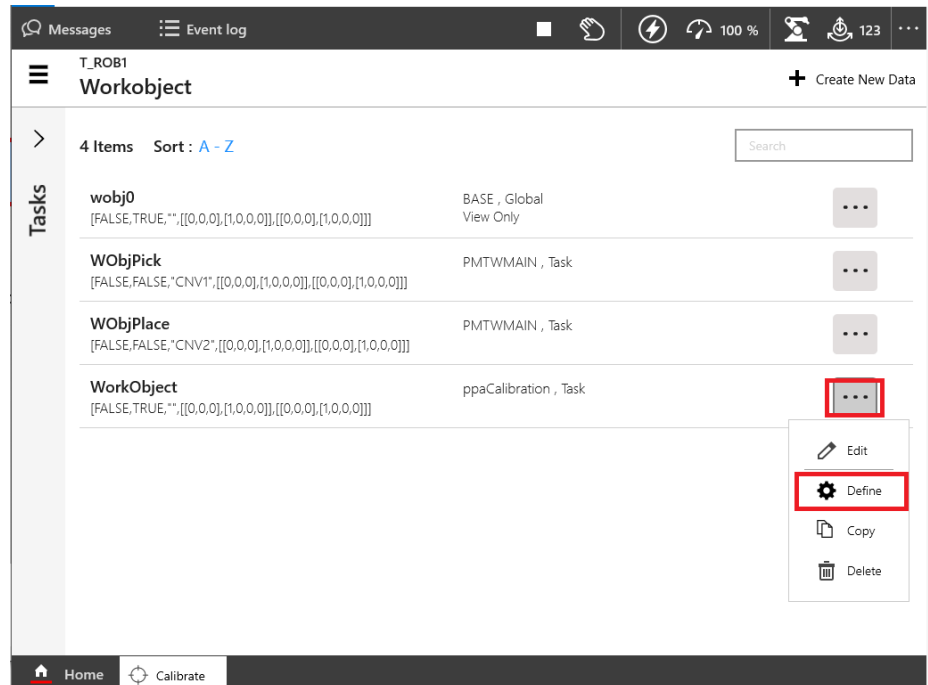 Messages
Event log
100 %
123
T_ROB1
Workobject
Create New Data
Tasks
4 Items Sort : A - Z
Search
wobj0
[FALSE,TRUE,"",[[0,0,0],[1,0,0,0]],[[0,0,0],[1,0,0,0]]]
BASE , Global
View Only
WObjPick
[FALSE,FALSE,"CNV1",[[0,0,0],[1,0,0,0]],[[0,0,0],[1,0,0,0]]]
PMTWMAIN , Task
WObjPlace
[FALSE,FALSE,"CNV2",[[0,0,0],[1,0,0,0]],[[0,0,0],[1,0,0,0]]]
PMTWMAIN , Task
WorkObject
[FALSE,TRUE,"",[[0,0,0],[1,0,0,0]],[[0,0,0],[1,0,0,0]]]
ppaCalibration , Task
Edit
Define
Copy
Delete
Home
Calibrate